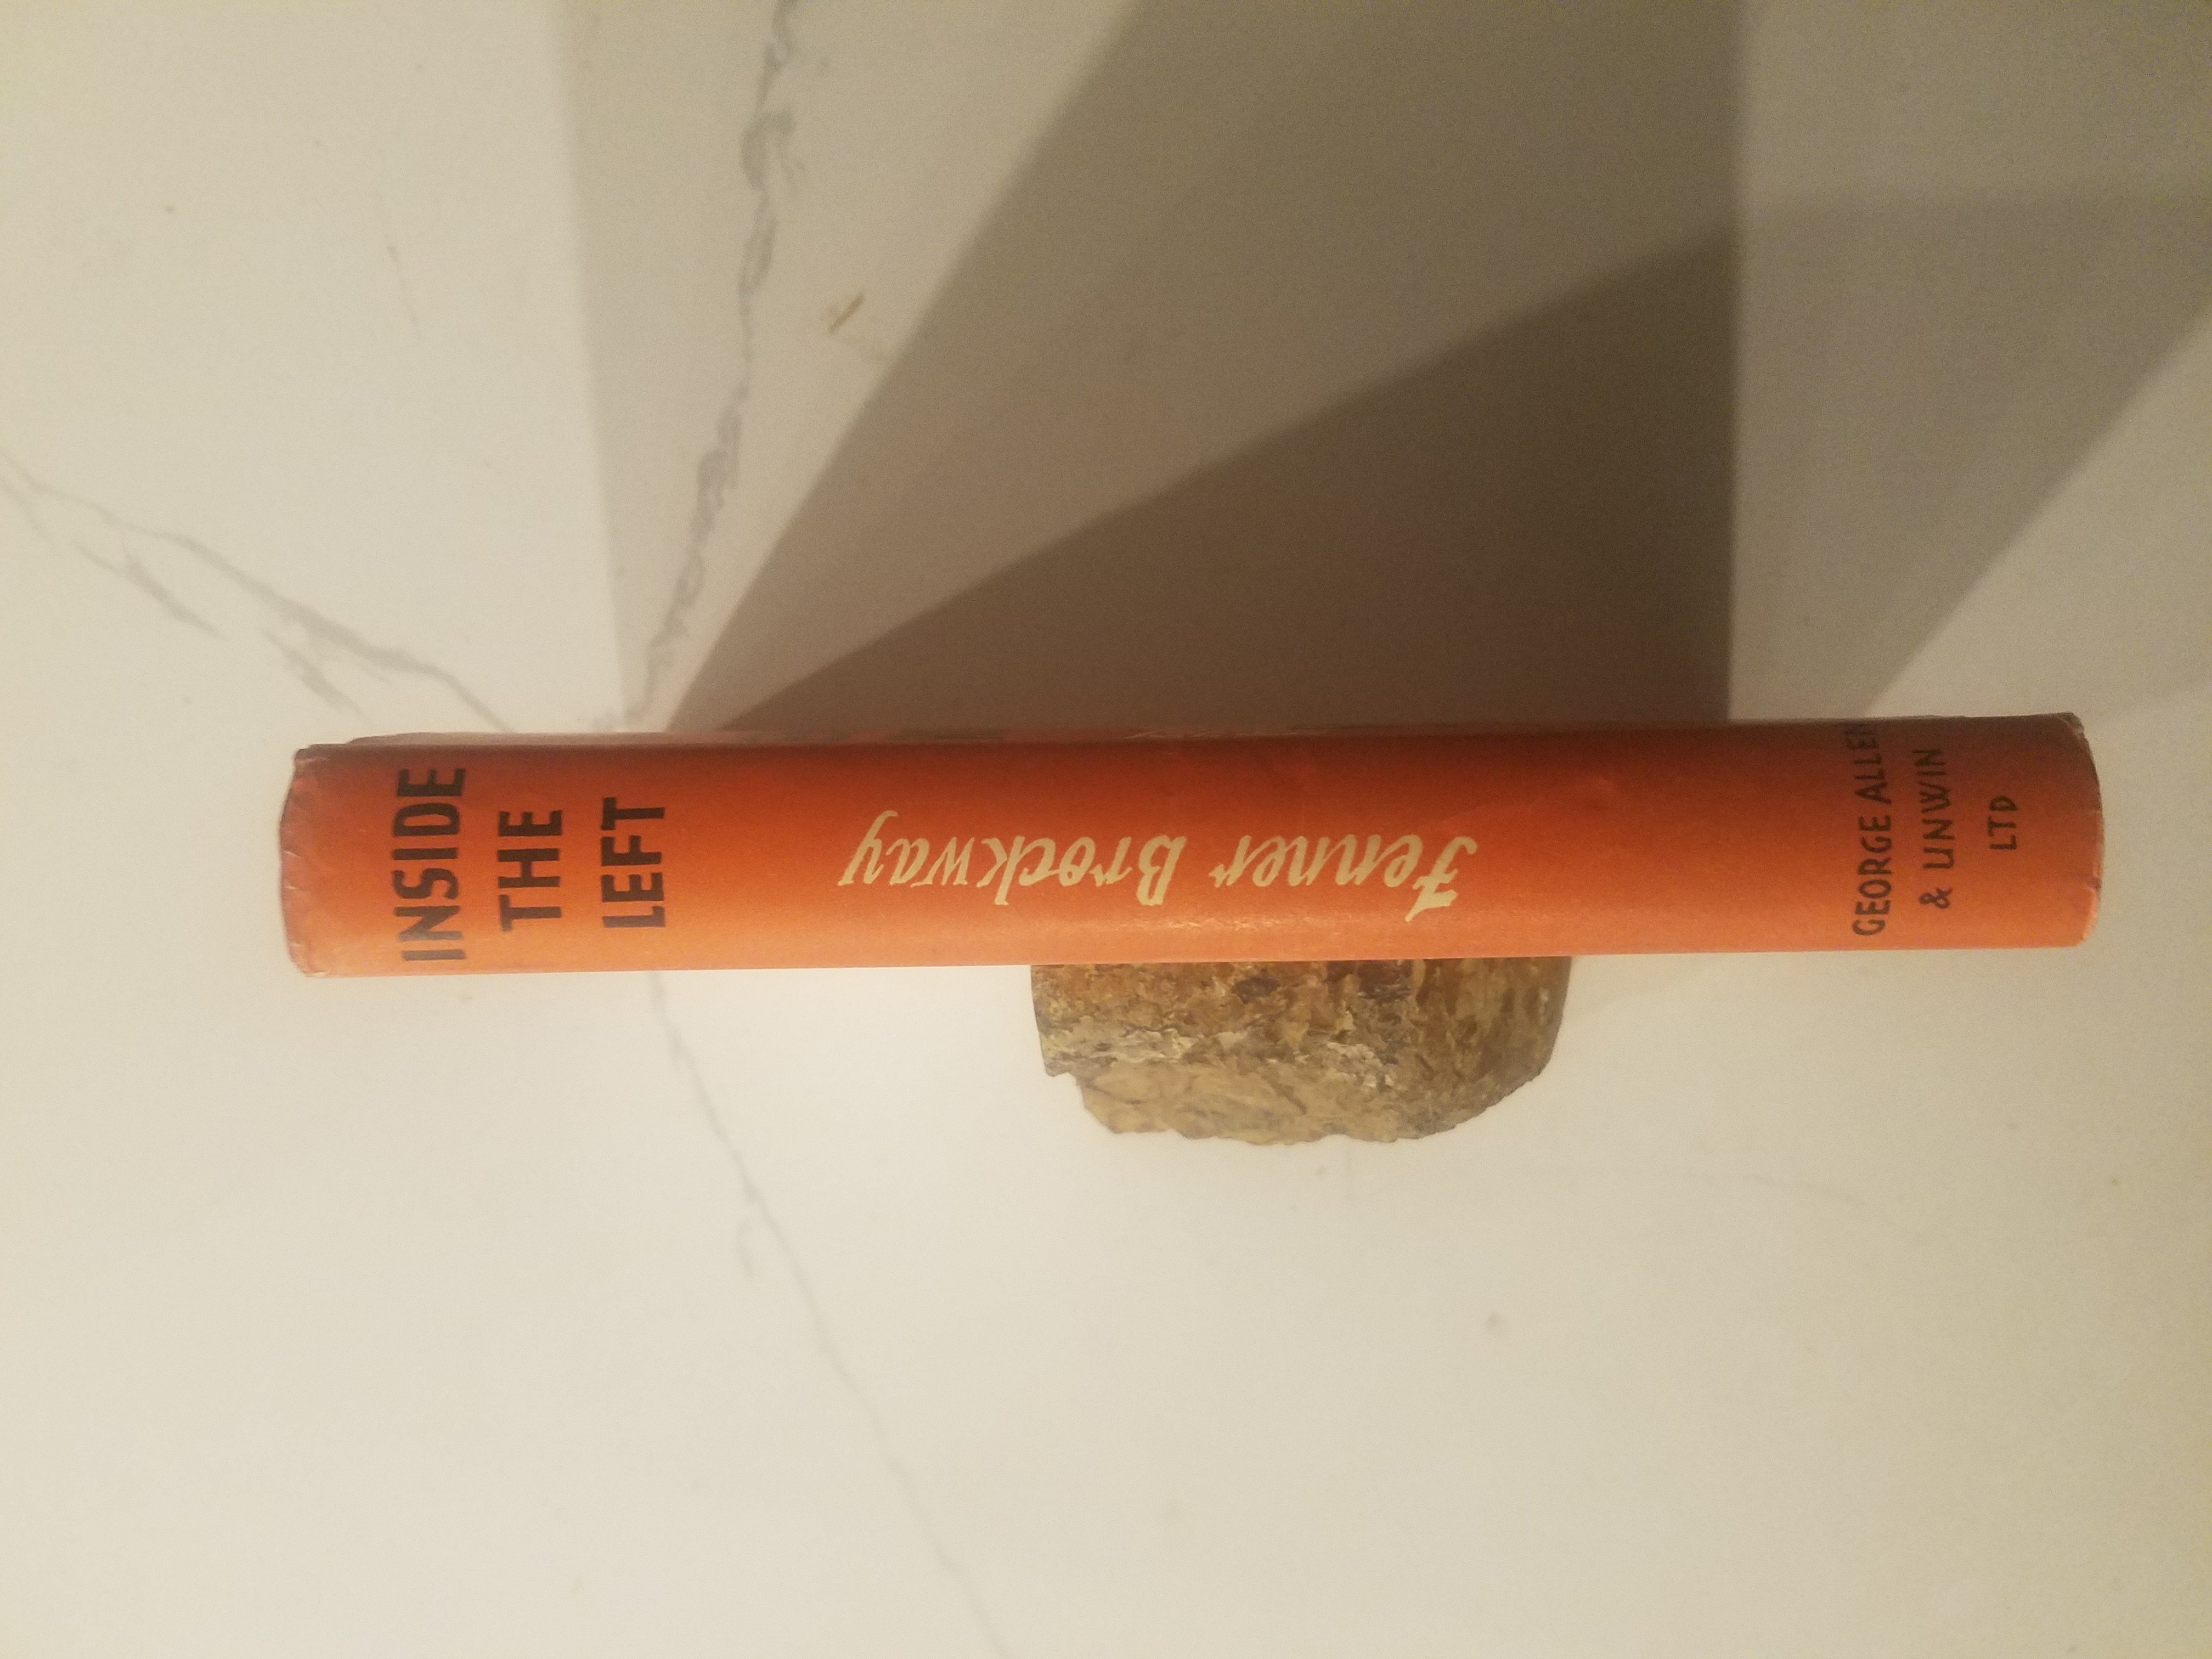 INSIDE
THE
LEFT
Fenner Brockway
GEORGE ALLEN
& UNWIN
LTD